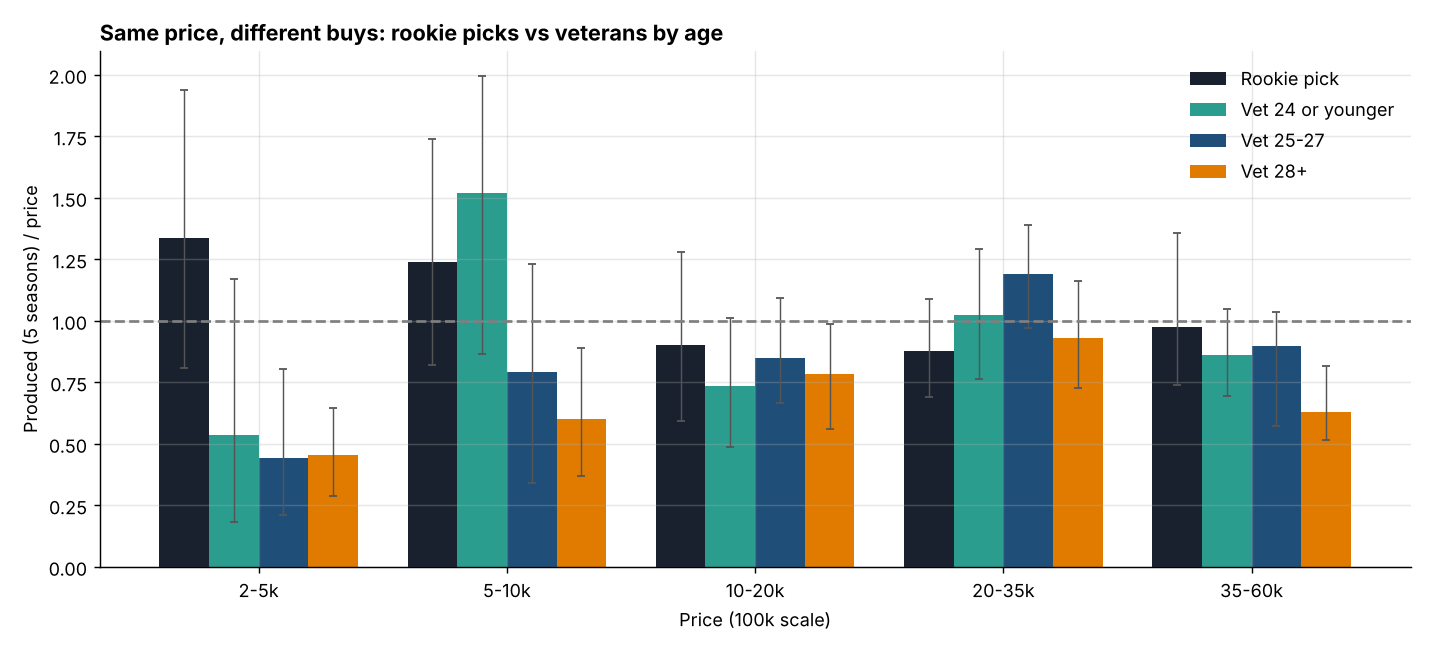 Same price, different buys: rookie picks vs veterans by age
2.00
1.75
1.50
1.25
1.00
0.75
0.50
0.25
0.00
Produced (5 seasons) / price
Rookie pick
Vet 24 or younger
Vet 25-27
Vet 28+
2-5k
5-10k
10-20k
20-35k
35-60k
Price (100k scale)